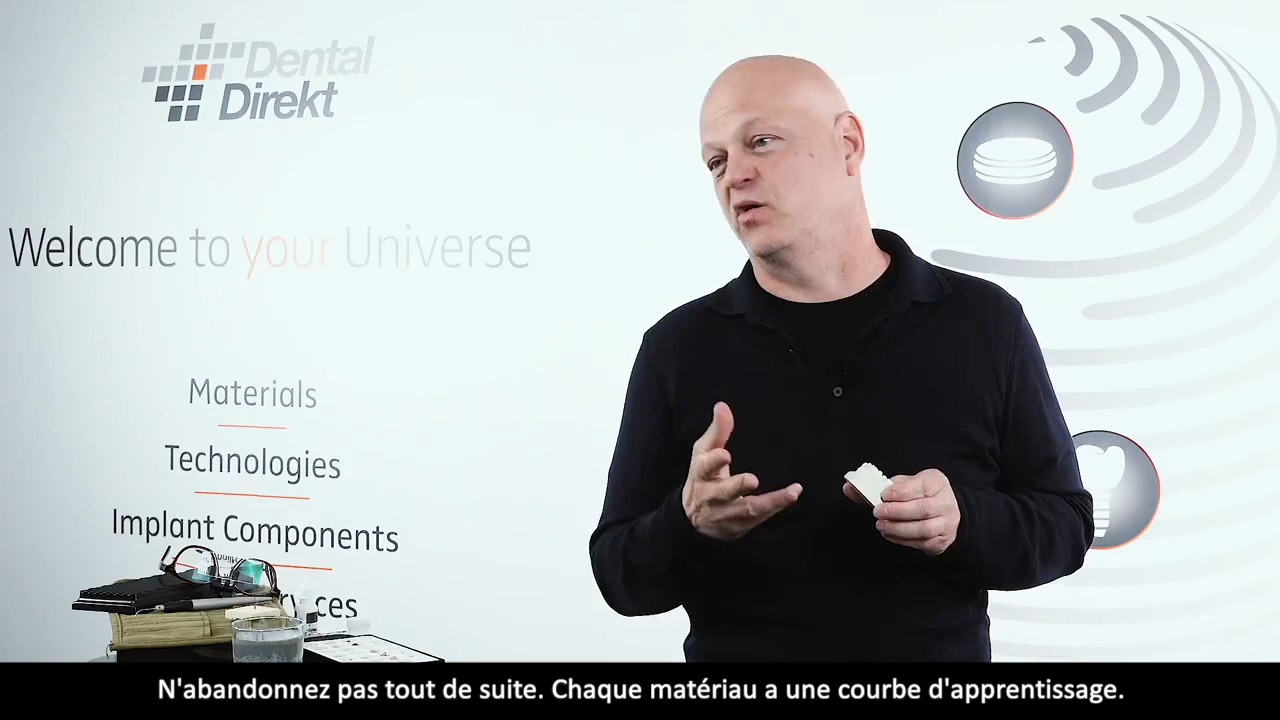 Dental
Direkt
Welcome to your Universe
Materials
Technologies
Implant Components
N'abandonnez pas tout de suite. Chaque matériau a une courbe d'apprentissage.